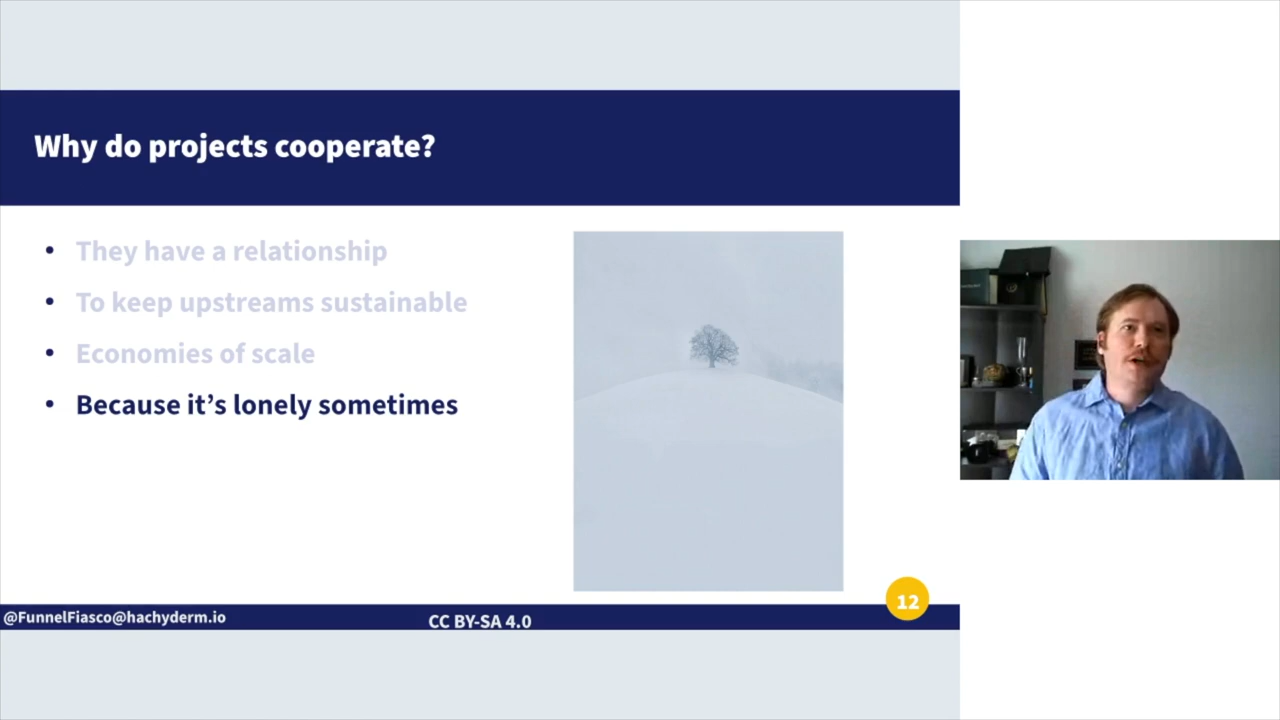 Why do projects cooperate?
• They have a relationship
• To keep upstreams sustainable
• Economies of scale
• Because it’s lonely sometimes
12
@FunnelFiasco@hachyderm.io
CC BY-SA 4.0